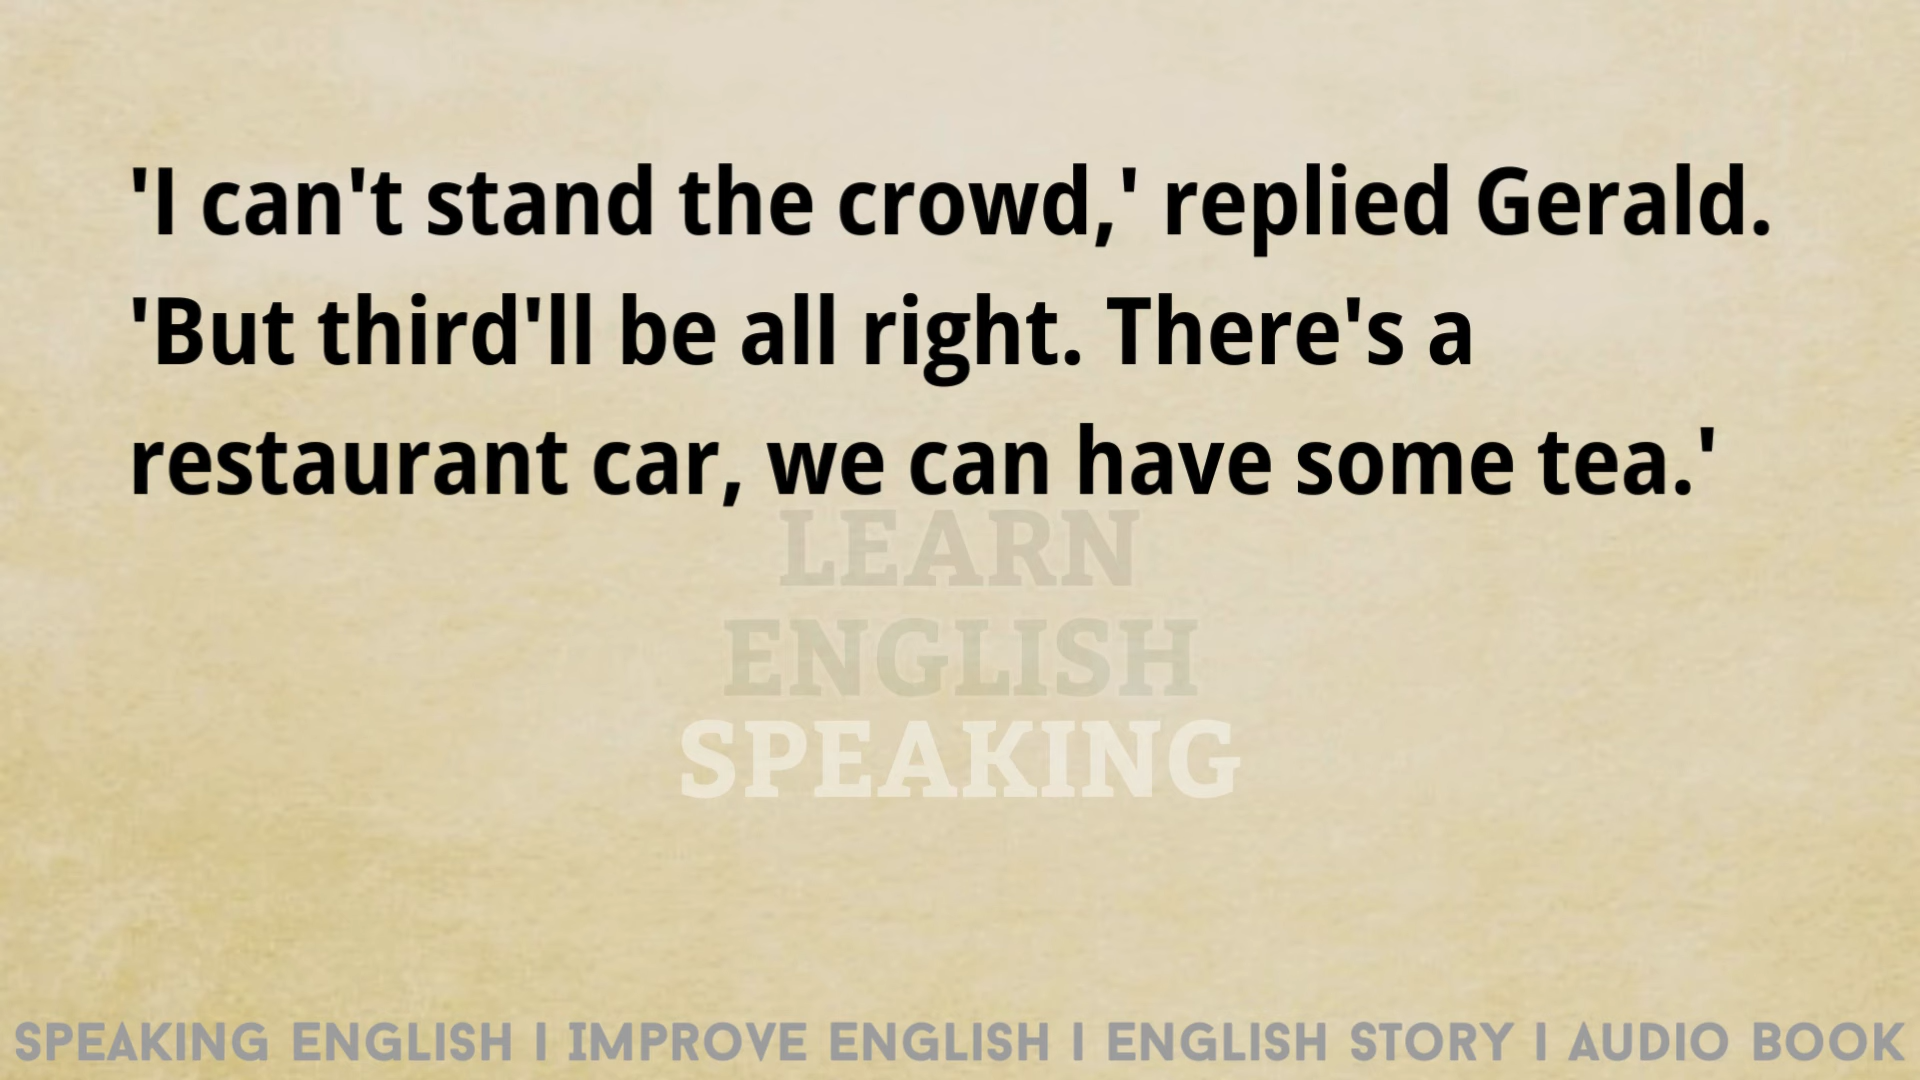 'I can't stand the crowd,' replied Gerald.
'But third'll be all right. There's a
restaurant car, we can have some tea.'
LEARN
ENGLISH
SPEAKING
SPEAKING ENGLISH I IMPROVE ENGLISH I ENGLISH STORY I AUDIO BOOK